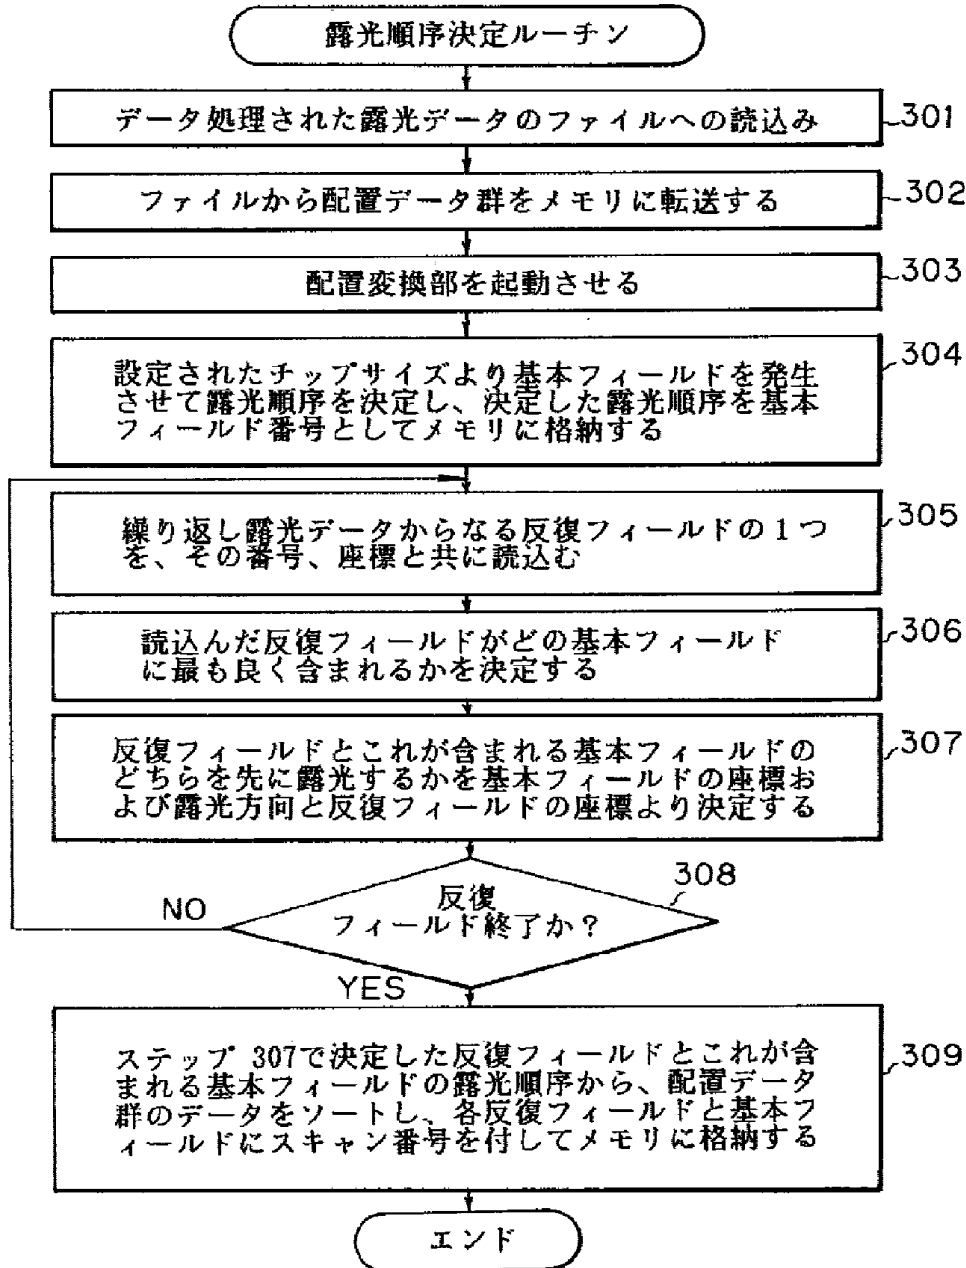 露光順序決定ルーチン
データ処理された露光データのファイルへの読込み
301
ファイルから配置データ群をメモリに転送する
302
配置変換部を起動させる
303
304
設定されたチップサイズより基本フィールドを発生
させて露光順序を決定し、決定した露光順序を基本
フィールド番号としてメモリに格納する
305
繰り返し露光データからなる反復フィールドの1つ
を、その番号、座標と共に読込む
306
読込んだ反復フィールドがどの基本フィールド
に最も良く含まれるかを決定する
307
反復フィールドとこれが含まれる基本フィールドの
どちらを先に露光するかを基本フィールドの座標お
よび露光方向と反復フィールドの座標より決定する
308
反復
フィールド終了か?
NO
YES
309
ステップ307で決定した反復フィールドとこれが含
まれる基本フィールドの露光順序から、配置データ
群のデータをソートし、各反復フィールドと基本フ
ィールドにスキャン番号を付してメモリに格納する
エンド